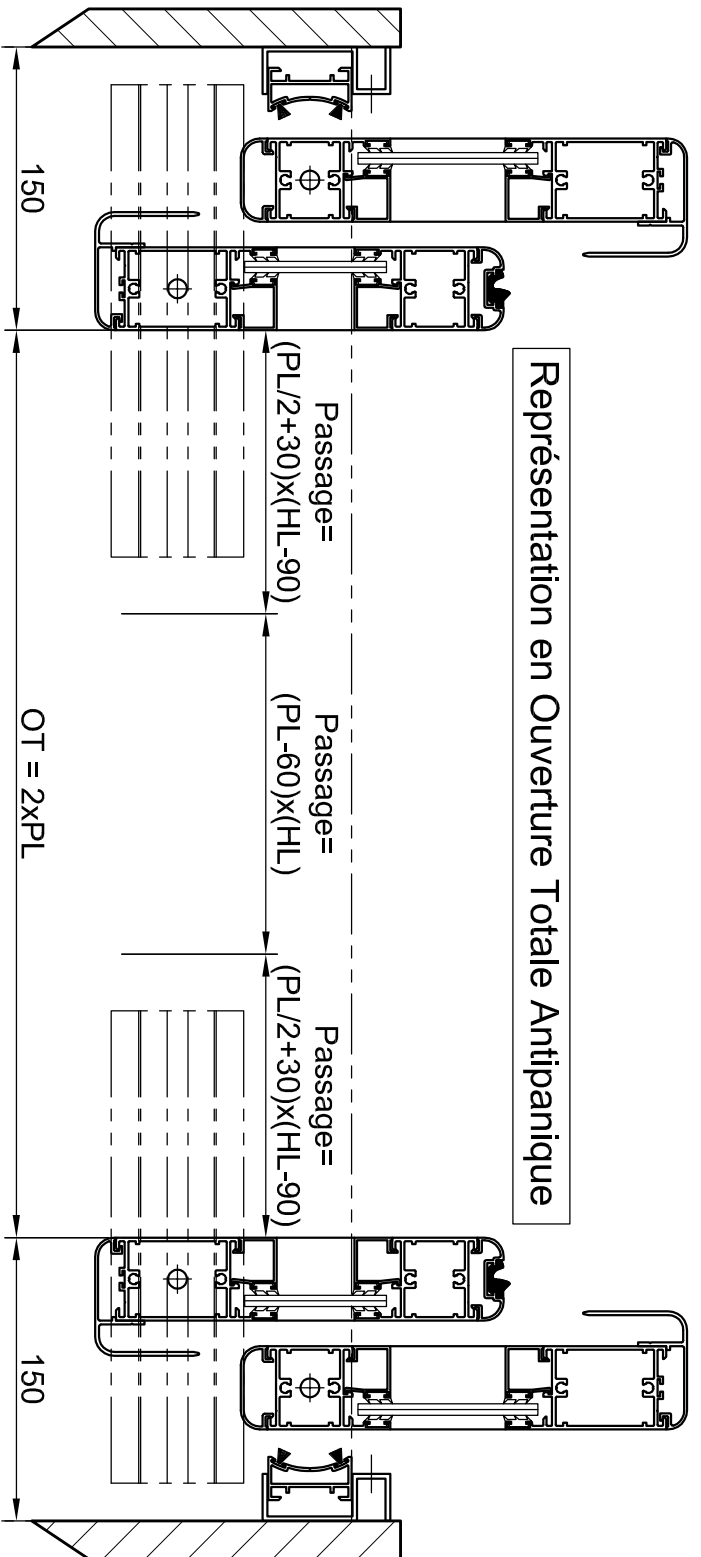 Représentation en Ouverture Totale Antipanique
Passage=
(PL/2+30)x(HL-90)
Passage=
(PL-60)x(HL)
Passage=
(PL/2+30)x(HL-90)
150
OT = 2xPL
150